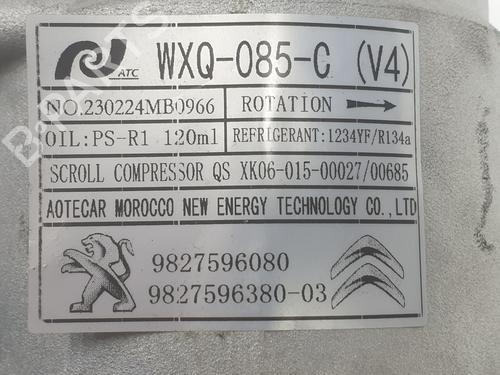 ATC WXQ-085-C (V4)
NO.230224MB0966 ROTATION
OIL:PS-R1 120ml REFRIGERANT:1234YF/R134a
SCROLL COMPRESSOR QS XK06-015-00027/00685
AOTECAR MOROCCO NEW ENERGY TECHNOLOGY CO.,LTD
9827596080
9827596380-03
B-PARTS